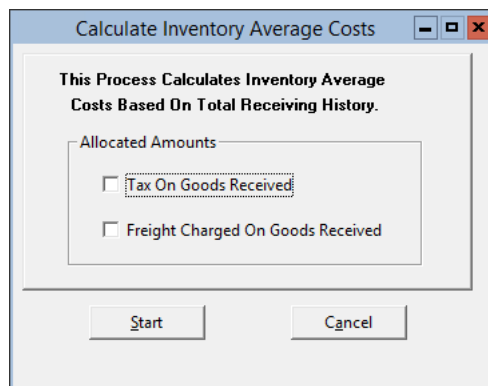 Calculate Inventory Average Costs
This Process Calculates Inventory Average
Costs Based On Total Receiving History.
Allocated Amounts
Tax On Goods Received
Freight Charged On Goods Received
Start
Cancel